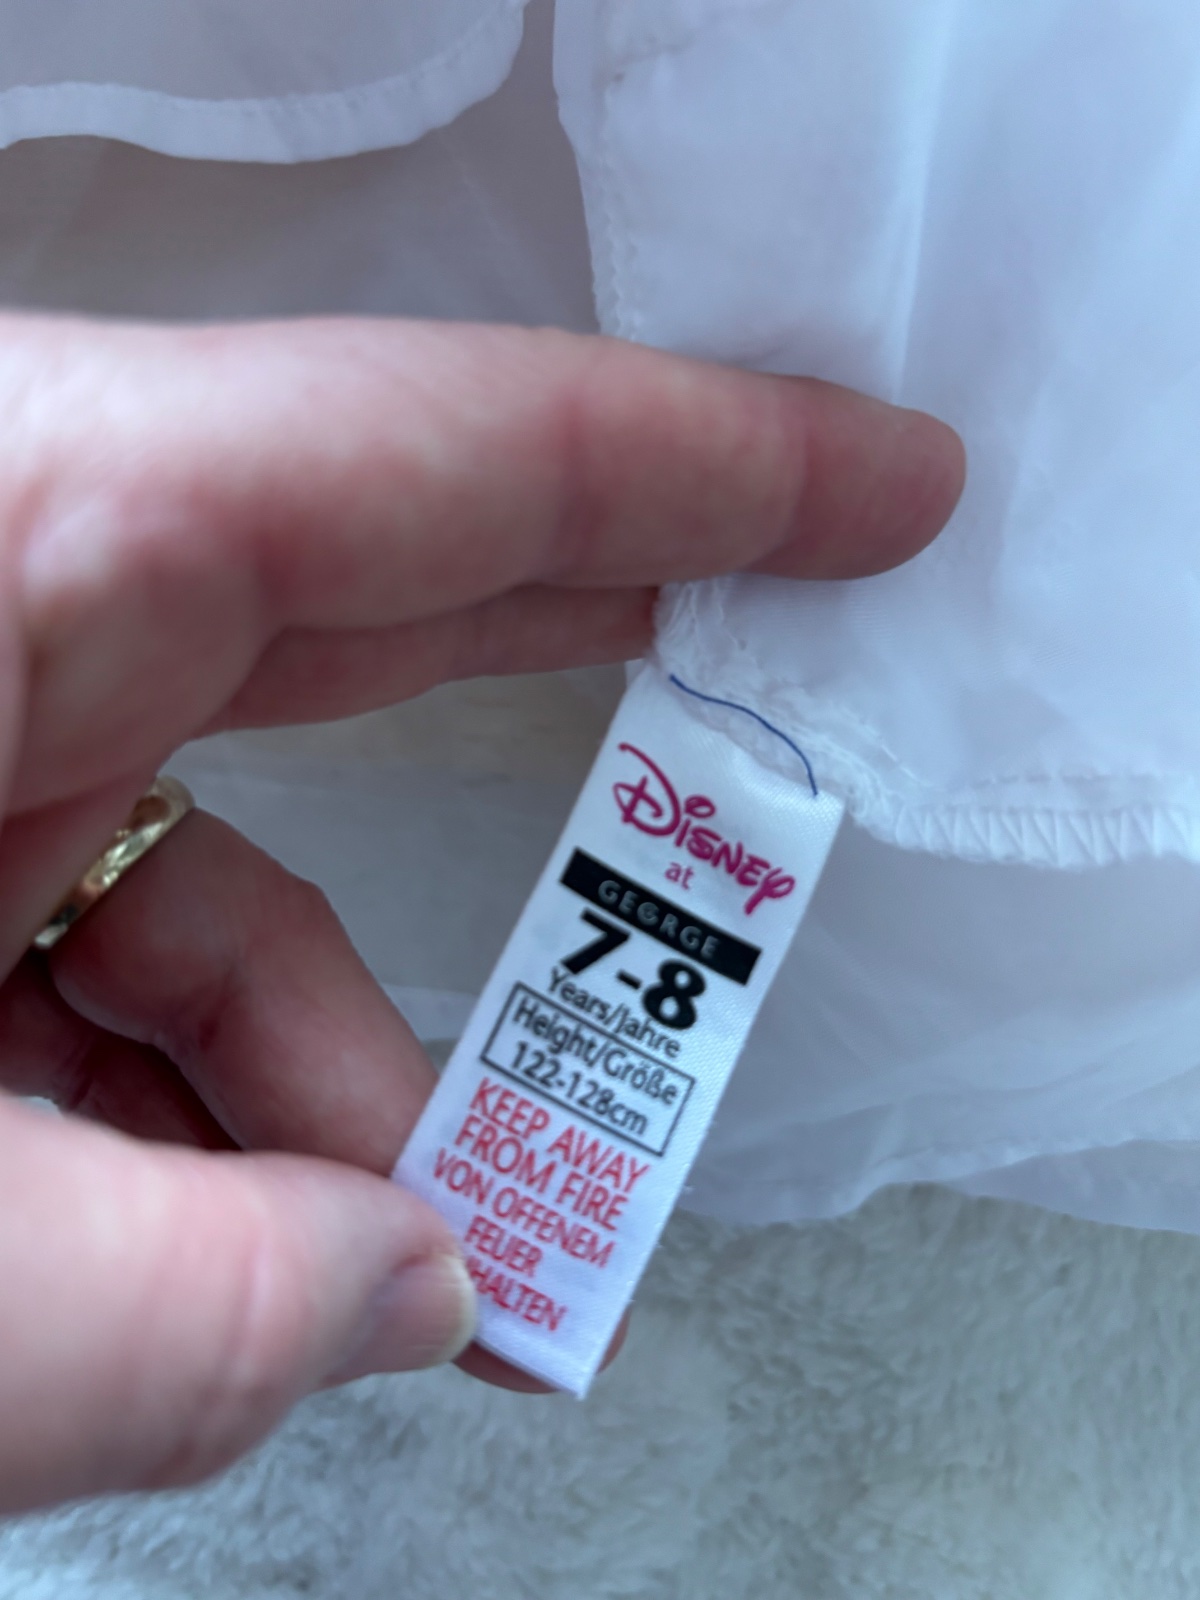 Disney
at
GEORGE
7-8
Years/Jahre
Height/Größe
122-128cm
KEEP AWAY
FROM FIRE
VON OFFENEM
FEUER
HALTEN